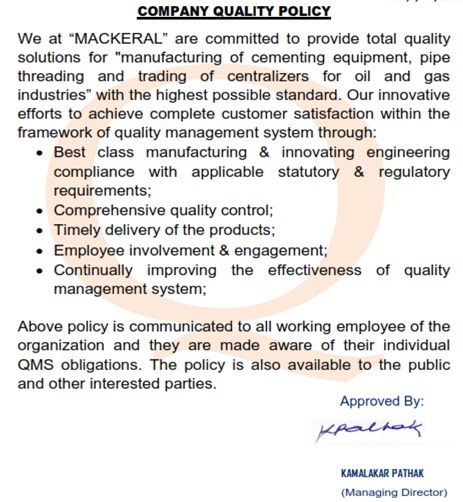 COMPANY QUALITY POLICY
We at “MACKERAL” are committed to provide total quality
solutions for "manufacturing of cementing equipment, pipe
threading and trading of centralizers for oil and gas
industries” with the highest possible standard. Our innovative
efforts to achieve complete customer satisfaction within the
framework of quality management system through:
• Best class manufacturing & innovating engineering
compliance with applicable statutory & regulatory
requirements;
• Comprehensive quality control;
• Timely delivery of the products;
• Employee involvement & engagement;
• Continually improving the effectiveness of quality
management system;
Above policy is communicated to all working employee of the
organization and they are made aware of their individual
QMS obligations. The policy is also available to the public
and other interested parties.
Approved By:
KPathak
KAMALAKAR PATHAK
(Managing Director)